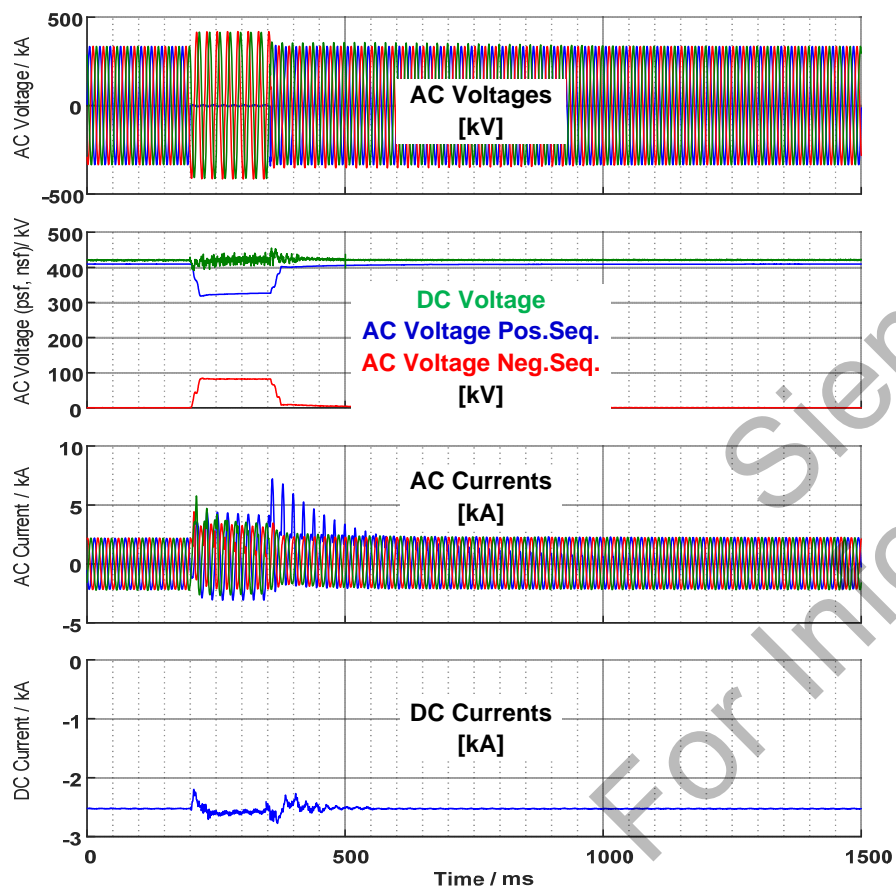 500
0
-500
AC Voltage / kA
AC Voltages
[kV]
500
400
300
200
100
0
AC Voltage (psf, nsf)/ kV
DC Voltage
AC Voltage Pos.Seq.
AC Voltage Neg.Seq.
[kV]
10
5
0
-5
AC Current / kA
AC Currents
[kA]
0
-1
-2
-3
DC Current / kA
DC Currents
[kA]
0
500
1000
1500
Time / ms
For Info